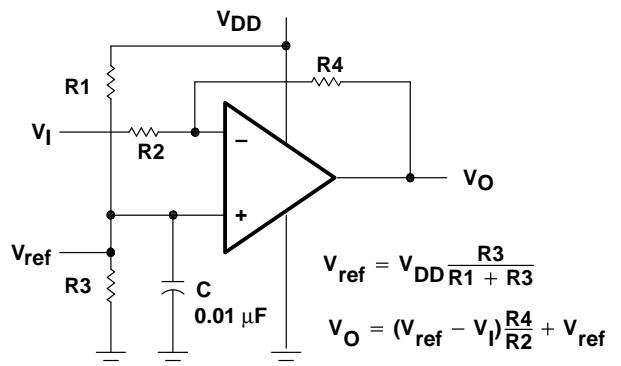 VDD
R4
R1
VI
R2
−
VO
+
Vref
R3
C
0.01 μF
Vref = VDD R3 / R1 + R3
VO = (Vref − VI) R4 / R2 + Vref